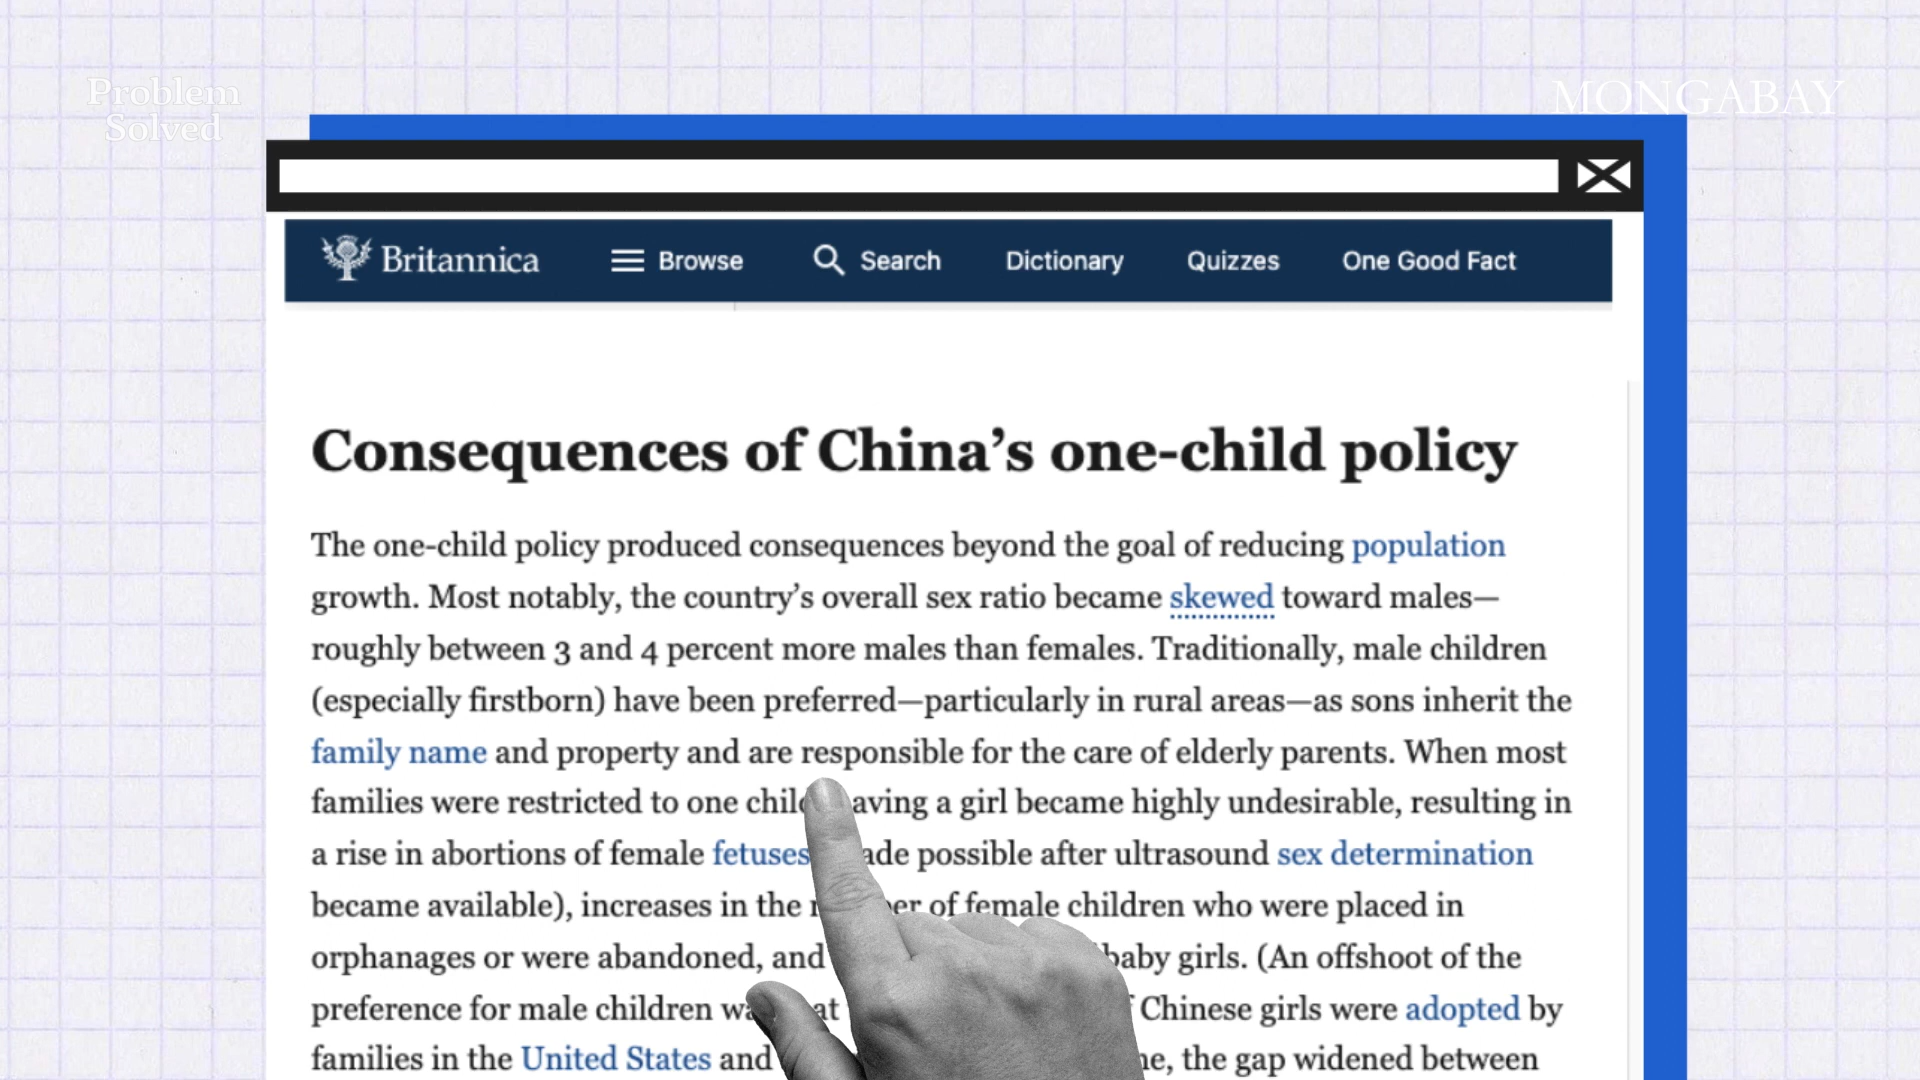 Problem
Solved
MONGABAY
Britannica Browse Search Dictionary Quizzes One Good Fact
Consequences of China’s one-child policy
The one-child policy produced consequences beyond the goal of reducing population
growth. Most notably, the country’s overall sex ratio became skewed toward males—
roughly between 3 and 4 percent more males than females. Traditionally, male children
(especially firstborn) have been preferred—particularly in rural areas—as sons inherit the
family name and property and are responsible for the care of elderly parents. When most
families were restricted to one having a girl became highly undesirable, resulting in
a rise in abortions of female fetuses possible after ultrasound sex determination
became available), increases in the of female children who were placed in
orphanages or were abandoned, and baby girls. (An offshoot of the
preference for male children Chinese girls were adopted by
families in the United States and the gap widened between